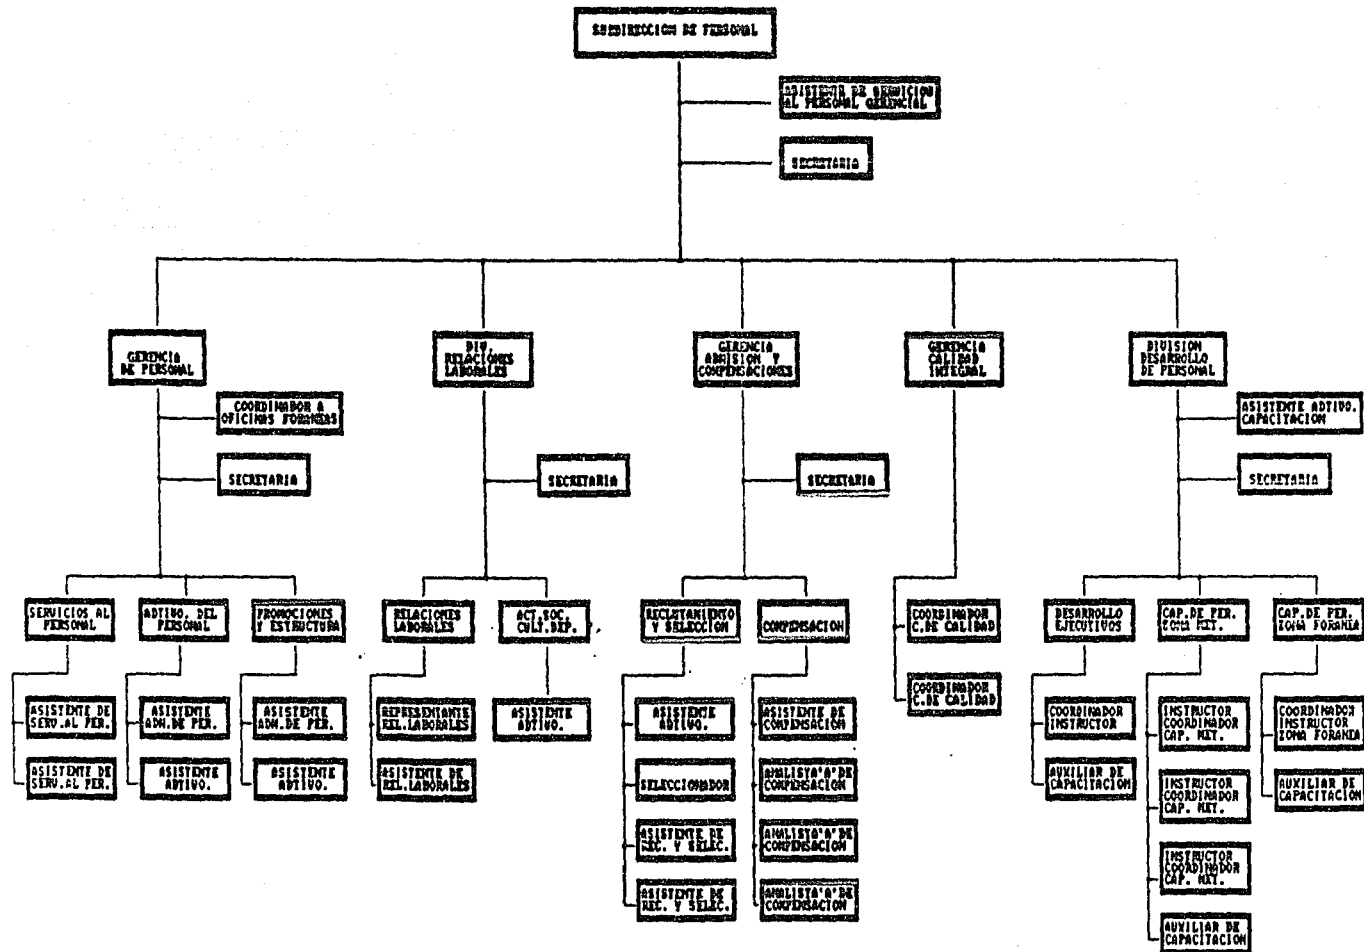 SUBDIRECCION DE PERSONAL
ASISTENTE DE SERVICIOS
AL PERSONAL GERENCIAL
SECRETARIA
GERENCIA
DE PERSONAL
DIV.
RELACIONES
LABORALES
GERENCIA
ADMISION Y
COMPENSACIONES
GERENCIA
CALIDAD
INTEGRAL
DIVISION
DESARROLLO
DE PERSONAL
COORDINADOR A
OFICINAS FORANEAS
ASISTENTE ADTIVO.
CAPACITACION
SECRETARIA
SECRETARIA
SECRETARIA
SECRETARIA
SERVICIOS AL
PERSONAL
ADTIVO. DEL
PERSONAL
PROMOCIONES
Y ESTRUCTURA
RELACIONES
LABORALES
ACT.SOC.
CULT.DEP.
RECLUTAMIENTO
Y SELECCION
COMPENSACION
COORDINADOR
C.DE CALIDAD
DESARROLLO
EJECUTIVOS
CAP.DE PER.
ZONA MET.
CAP.DE PER.
ZONA FORANEA
ASISTENTE DE
SERV.AL PER.
ASISTENTE
ADM.DE PER.
ASISTENTE
ADM.DE PER.
REPRESENTANTE
REL.LABORALES
ASISTENTE
ADTIVO.
ASISTENTE
ADTIVO.
ASISTENTE DE
COMPENSACION
COORDINADOR
C.DE CALIDAD
COORDINADOR
INSTRUCTOR
INSTRUCTOR
COORDINADOR
CAP. MET.
COORDINADOR
INSTRUCTOR
ZONA FORANEA
ASISTENTE DE
SERV.AL PER.
ASISTENTE
ADTIVO.
ASISTENTE
ADTIVO.
ASISTENTE DE
REL.LABORALES
SELECCIONADOR
ANALISTA'A'DE
COMPENSACION
AUXILIAR DE
CAPACITACION
INSTRUCTOR
COORDINADOR
CAP. MET.
AUXILIAR DE
CAPACITACION
ASISTENTE DE
REC. Y SELEC.
ANALISTA'A'DE
COMPENSACION
INSTRUCTOR
COORDINADOR
CAP. MET.
ASISTENTE DE
REC. Y SELEC.
ANALISTA'A'DE
COMPENSACION
AUXILIAR DE
CAPACITACION